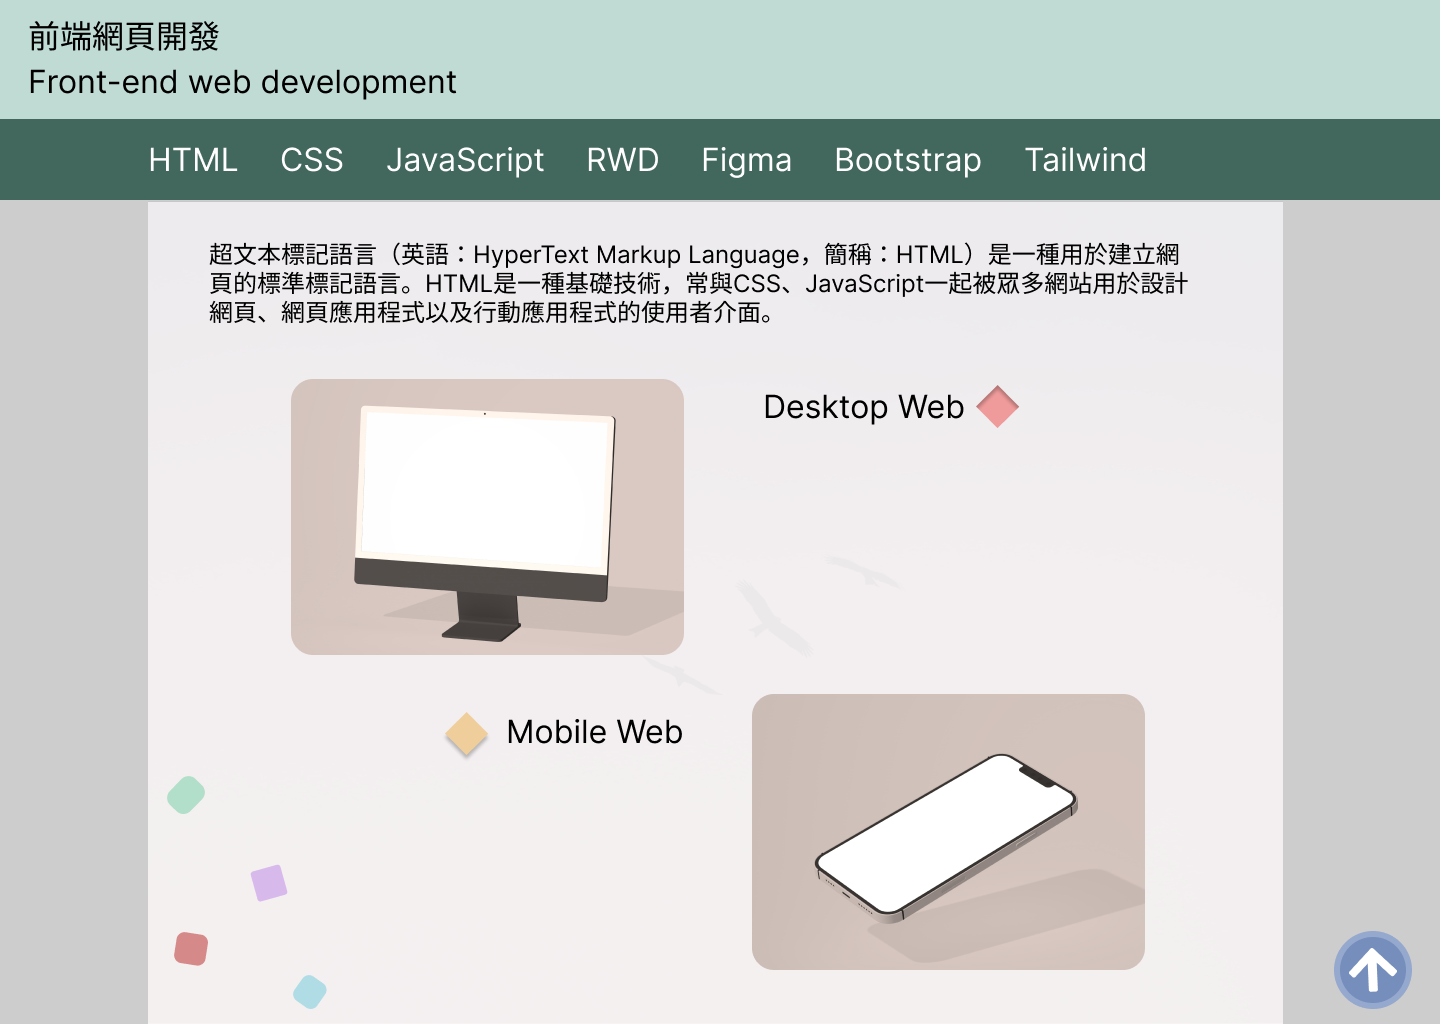 前端網頁開發
Front-end web development
HTML CSS JavaScript RWD Figma Bootstrap Tailwind
超文本標記語言（英語：HyperText Markup Language，簡稱：HTML）是一種用於建立網
頁的標準標記語言。HTML是一種基礎技術，常與CSS、JavaScript一起被眾多網站用於設計
網頁、網頁應用程式以及行動應用程式的使用者介面。
Desktop Web
Mobile Web